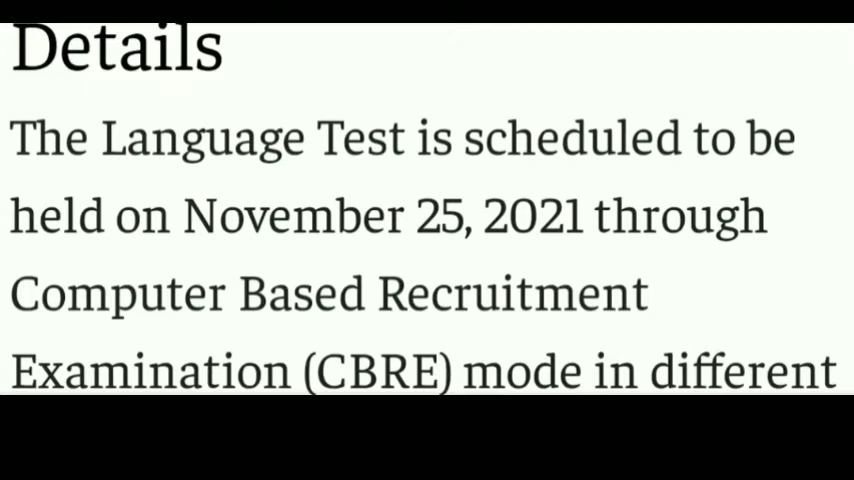 Details
The Language Test is scheduled to be
held on November 25, 2021 through
Computer Based Recruitment
Examination (CBRE) mode in different